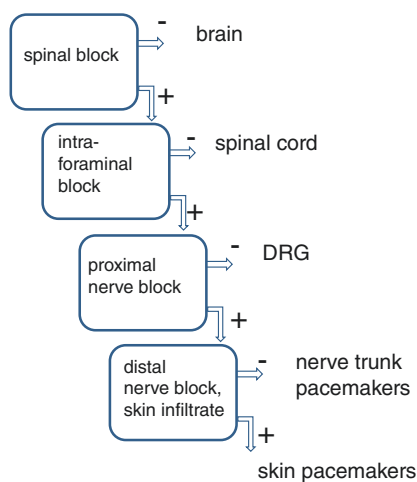 spinal block
-
brain
+
intra-
foraminal
block
-
spinal cord
+
proximal
nerve block
-
DRG
+
distal
nerve block,
skin infiltrate
-
nerve trunk
pacemakers
+
skin pacemakers